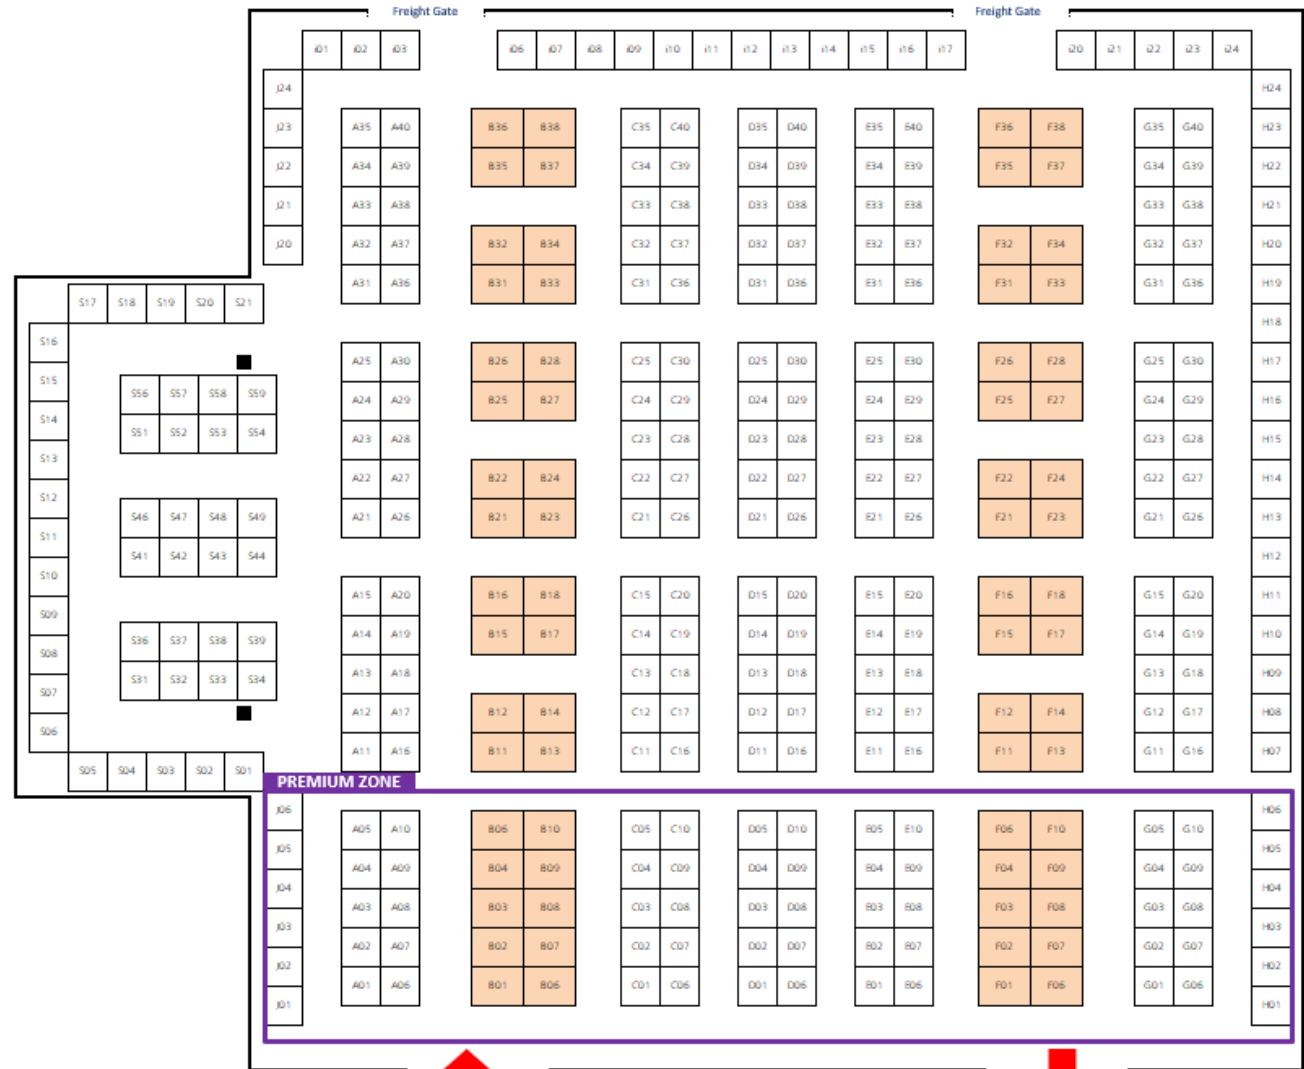 Freight Gate Freight Gate
i01 i02 i03 i06 i07 i08 i09 i10 i11 i12 i13 i14 i15 i16 i17 i20 i21 i22 i23 i24
J24 H24
J23 A35 A40 B36 B38 C35 C40 D35 D40 E35 E40 F36 F38 G35 G40 H23
J22 A34 A39 B35 B37 C34 C39 D34 D39 E34 E39 F35 F37 G34 G39 H22
J21 A33 A38 C33 C38 D33 D38 E33 E38 G33 G38 H21
J20 A32 A37 B32 B34 C32 C37 D32 D37 E32 E37 F32 F34 G32 G37 H20
A31 A36 B31 B33 C31 C36 D31 D36 E31 E36 F31 F33 G31 G36 H19
S17 S18 S19 S20 S21
H18
S16
A25 A30 B26 B28 C25 C30 D25 D30 E25 E30 F26 F28 G25 G30 H17
S15
S56 S57 S58 S59 A24 A29 B25 B27 C24 C29 D24 D29 E24 E29 F25 F27 G24 G29 H16
S14
S51 S52 S53 S54 A23 A28 C23 C28 D23 D28 E23 E28 G23 G28 H15
S13
A22 A27 B22 B24 C22 C27 D22 D27 E22 E27 F22 F24 G22 G27 H14
S12
S46 S47 S48 S49 A21 A26 B21 B23 C21 C26 D21 D26 E21 E26 F21 F23 G21 G26 H13
S11
S41 S42 S43 S44 H12
S10
A15 A20 B16 B18 C15 C20 D15 D20 E15 E20 F16 F18 G15 G20 H11
S09
S36 S37 S38 S39 A14 A19 B15 B17 C14 C19 D14 D19 E14 E19 F15 F17 G14 G19 H10
S08
S31 S32 S33 S34 A13 A18 C13 C18 D13 D18 E13 E18 G13 G18 H09
S07
A12 A17 B12 B14 C12 C17 D12 D17 E12 E17 F12 F14 G12 G17 H08
S06
A11 A16 B11 B13 C11 C16 D11 D16 E11 E16 F11 F13 G11 G16 H07
S05 S04 S03 S02 S01
PREMIUM ZONE
J06 H06
A05 A10 B06 B10 C05 C10 D05 D10 E05 E10 F06 F10 G05 G10
J05 H05
A04 A09 B04 B09 C04 C09 D04 D09 E04 E09 F04 F09 G04 G09
J04 H04
A03 A08 B03 B08 C03 C08 D03 D08 E03 E08 F03 F08 G03 G08
J03 H03
A02 A07 B02 B07 C02 C07 D02 D07 E02 E07 F02 F07 G02 G07
J02 H02
A01 A06 B01 B06 C01 C06 D01 D06 E01 E06 F01 F06 G01 G06
J01 H01